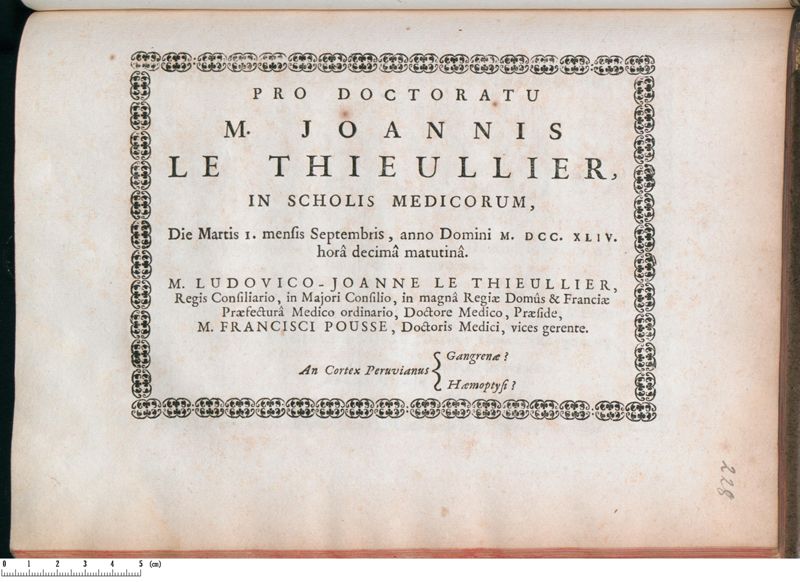 PRO DOCTORATU
M. JOANNIS
LE THIEULLIER,
IN SCHOLIS MEDICORUM,
Die Martis 1. mensis Septembris, anno Domini M. DCC. XLIV.
horâ decimâ matutinâ.
M. LUDOVICO-JOANNE LE THIEULLIER,
Regis Consiliario, in Majori Consilio, in magnâ Regiæ Domûs & Franciæ
Præfecturâ Medico ordinario, Doctore Medico, Præside,
M. FRANCISCI POUSSE, Doctoris Medici, vices gerente.
An Cortex Peruvianus { Gangrenæ?
Hæmoptysi?
228
0 1 2 3 4 5 (cm)